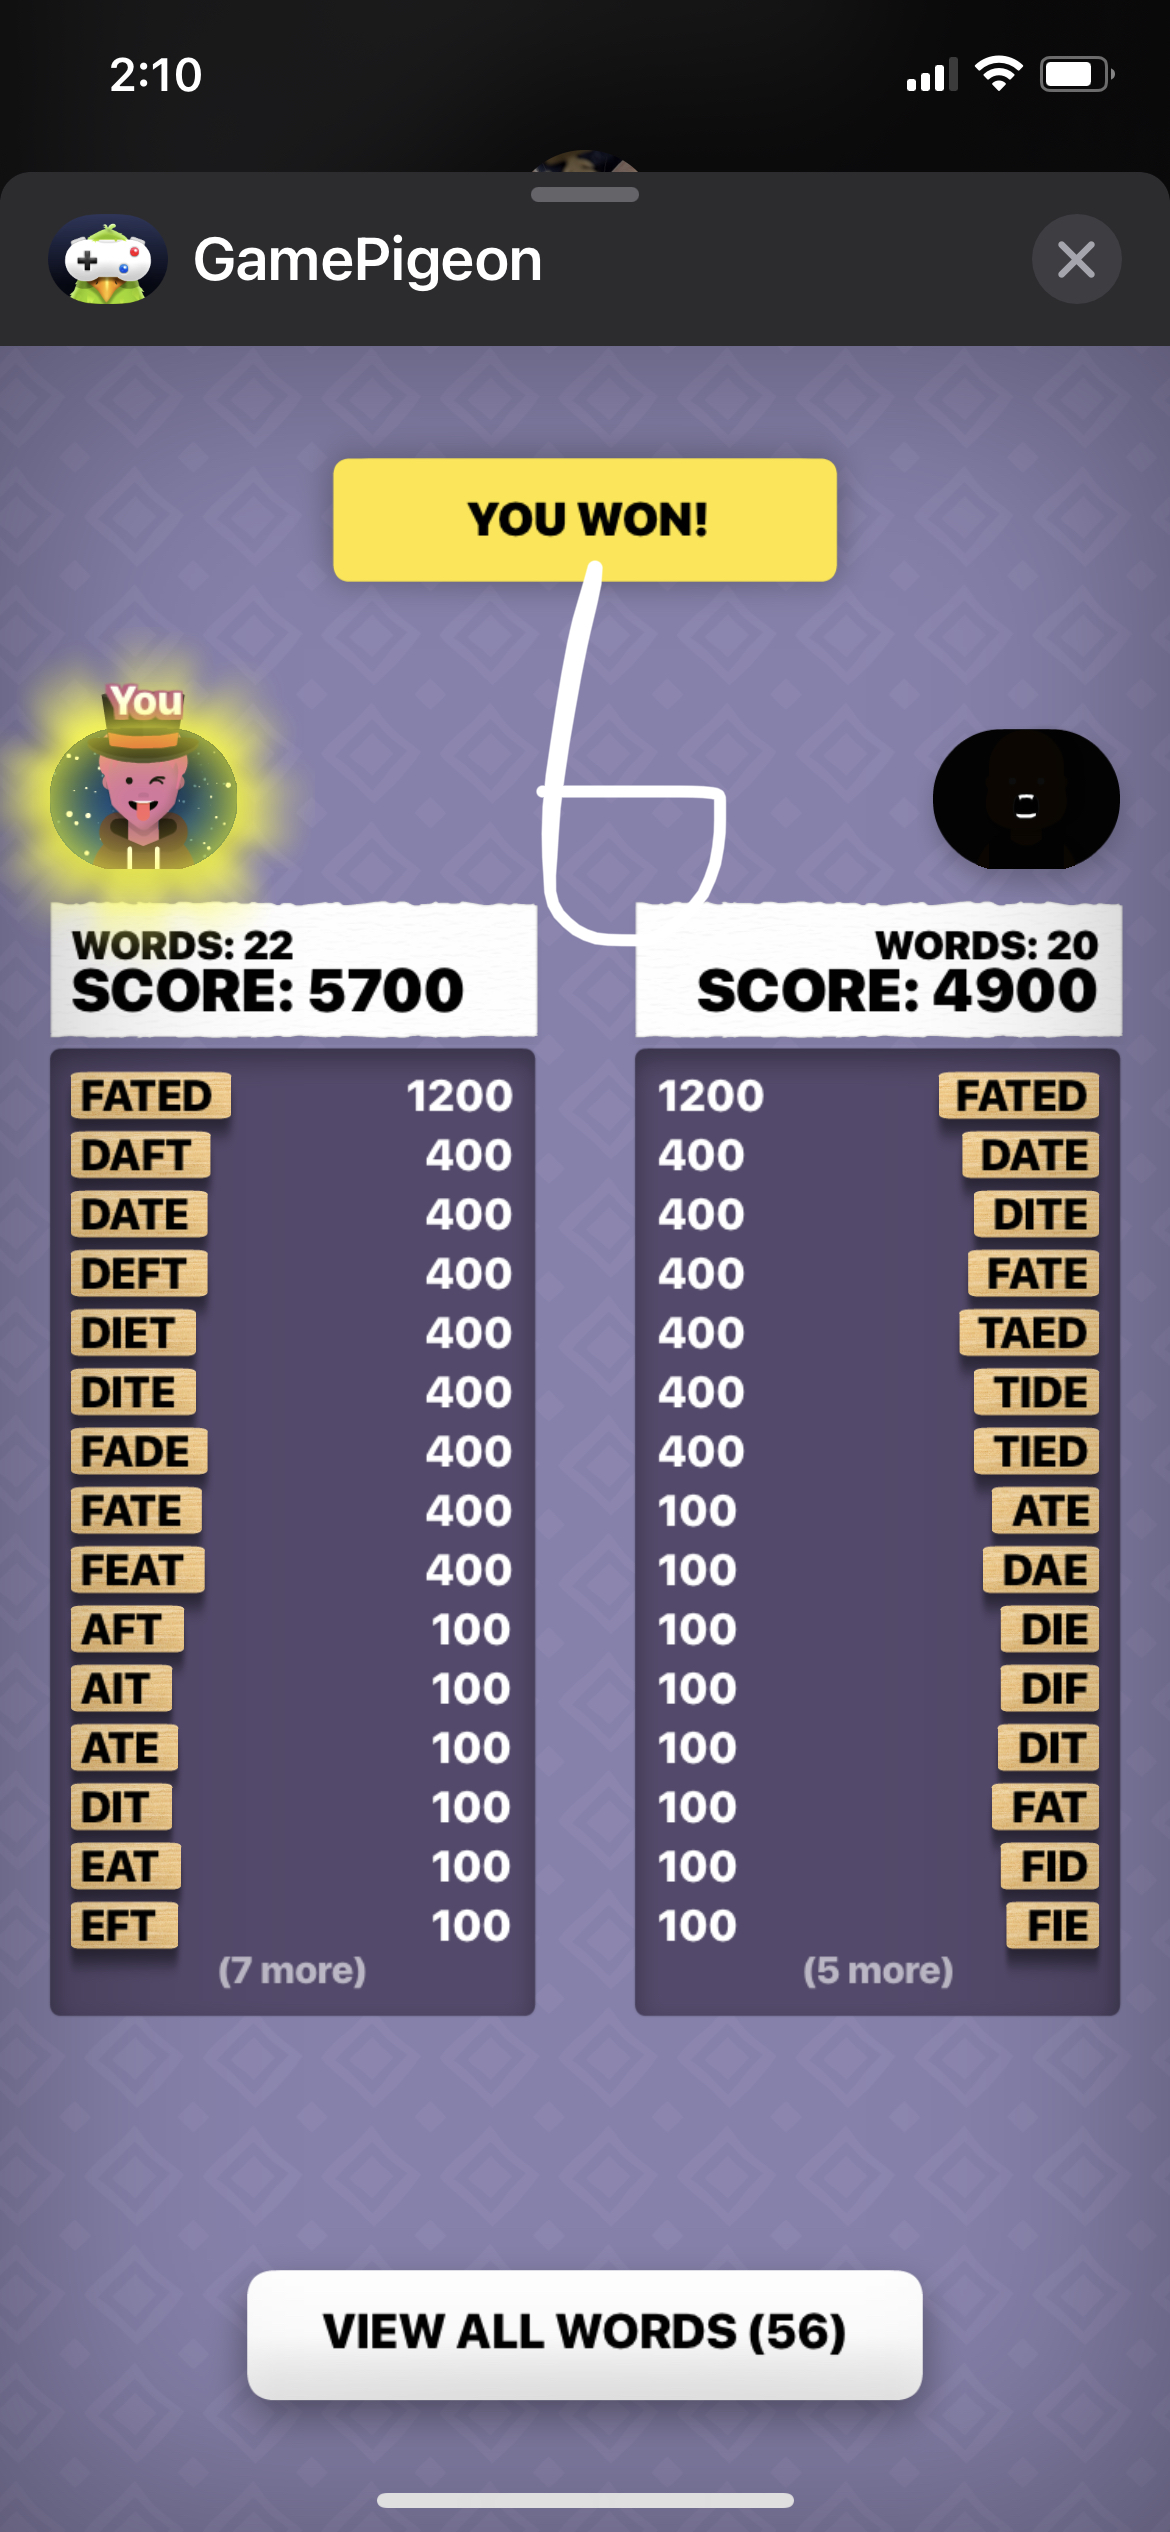 2:10
GamePigeon
YOU WON!
You
WORDS: 22
SCORE: 5700
WORDS: 20
SCORE: 4900
FATED 1200
DAFT 400
DATE 400
DEFT 400
DIET 400
DITE 400
FADE 400
FATE 400
FEAT 400
AFT 100
AIT 100
ATE 100
DIT 100
EAT 100
EFT 100
(7 more)
1200 FATED
400 DATE
400 DITE
400 FATE
400 TAED
400 TIDE
400 TIED
100 ATE
100 DAE
100 DIE
100 DIF
100 DIT
100 FAT
100 FID
100 FIE
(5 more)
VIEW ALL WORDS (56)